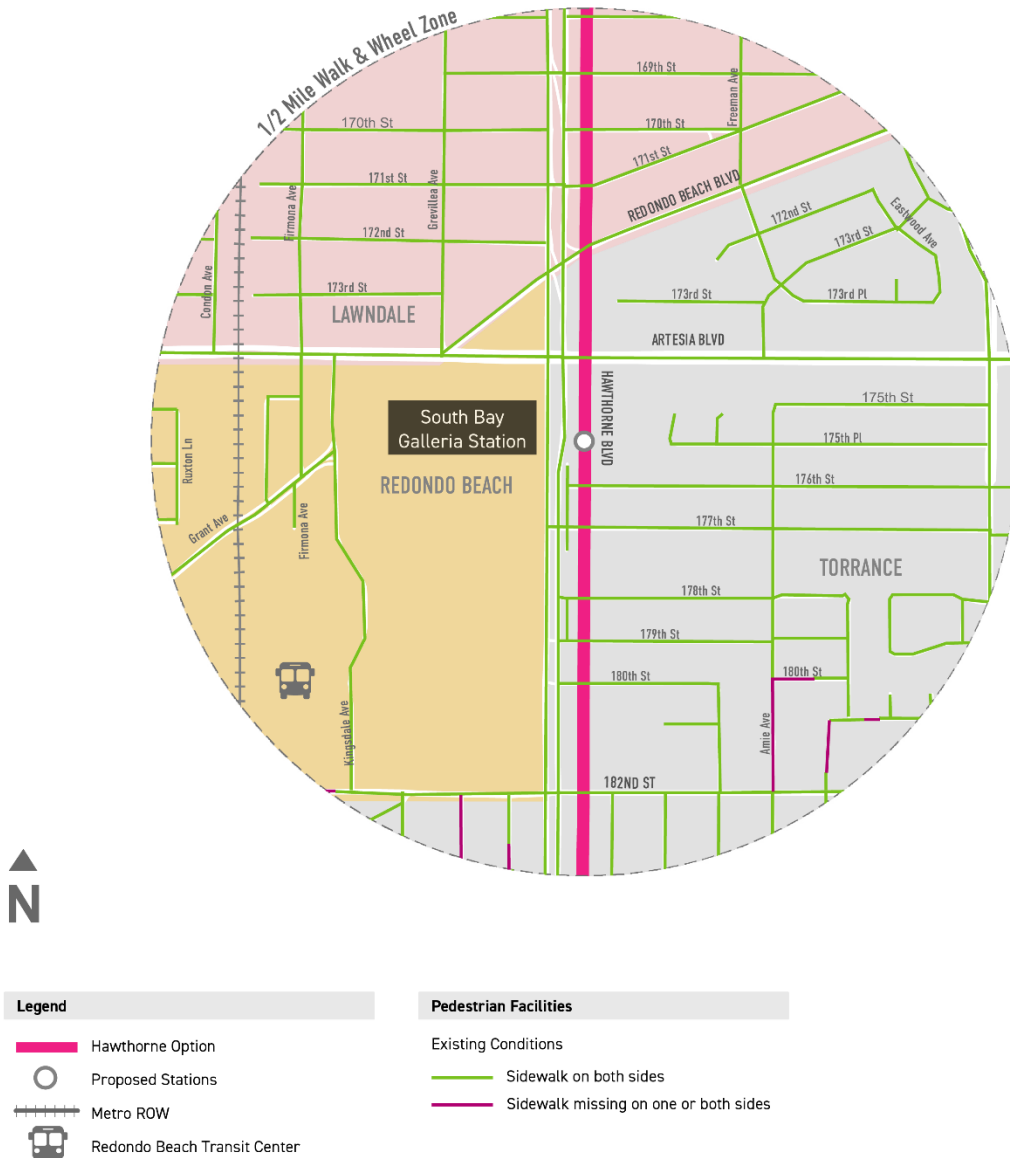 1/2 Mile Walk & Wheel Zone
169th St
Freeman Ave
170th St
170th St
171st St
171st St
Firmona Ave
Grevillea Ave
REDONDO BEACH BLVD
172nd St
172nd St
173rd St
Eastwood Ave
Condon Ave
173rd St
173rd St
173rd Pl
LAWNDALE
ARTESIA BLVD
HAWTHORNE BLVD
175th St
South Bay
Galleria Station
175th Pl
Ruxton Ln
REDONDO BEACH
176th St
Grant Ave
Firmona Ave
177th St
TORRANCE
178th St
179th St
180th St
180th St
Kingsdale Ave
Amie Ave
182ND ST
N
Legend
Hawthorne Option
Proposed Stations
Metro ROW
Redondo Beach Transit Center
Pedestrian Facilities
Existing Conditions
Sidewalk on both sides
Sidewalk missing on one or both sides